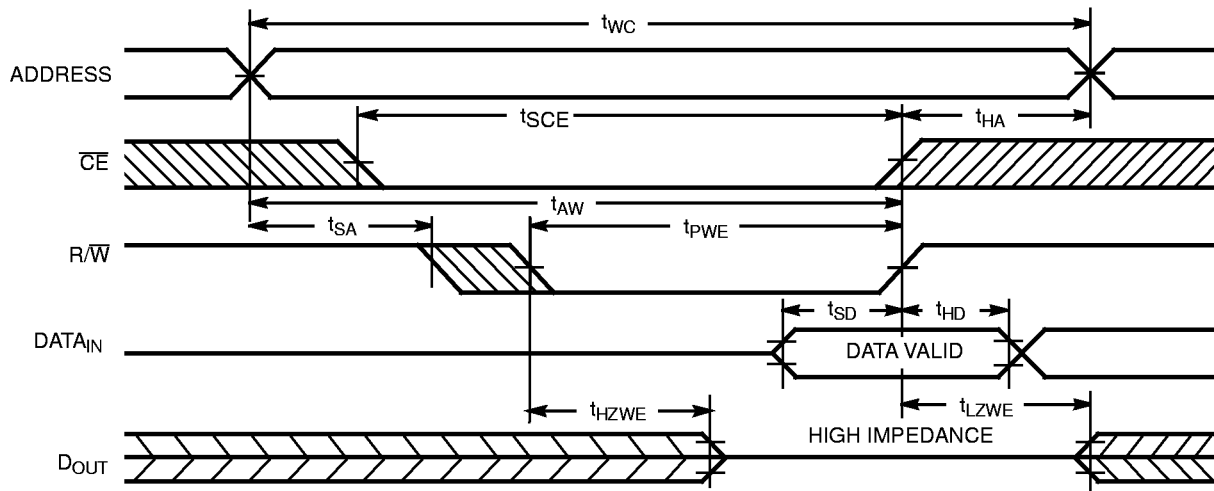 tWC
ADDRESS
tSCE
tHA
CE
tAW
tSA
tPWE
R/W
tSD
tHD
DATAIN
DATA VALID
tHZWE
tLZWE
HIGH IMPEDANCE
DOUT